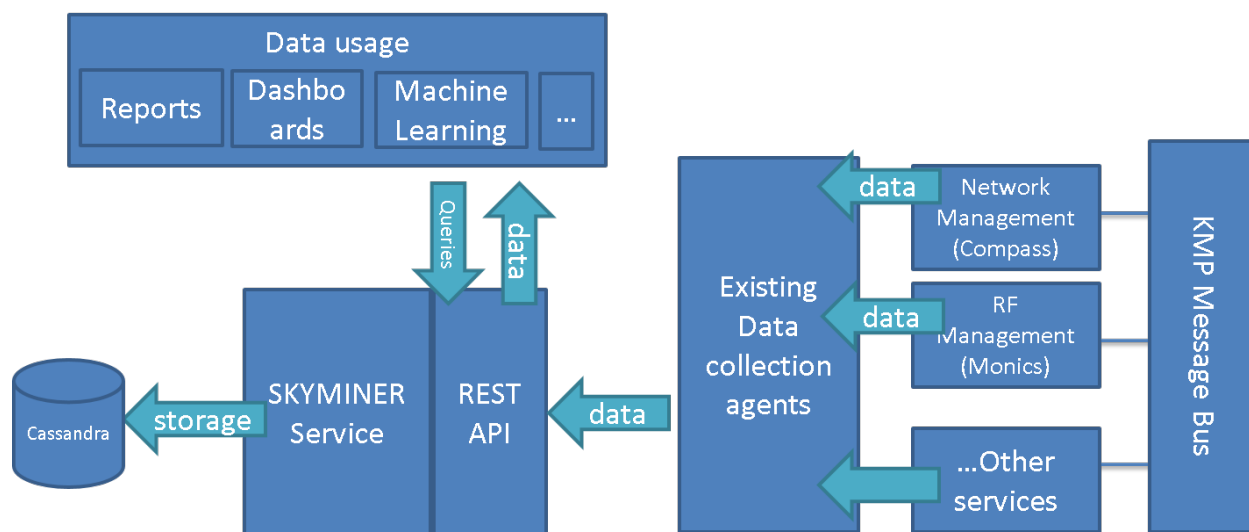 Data usage
Reports
Dashbo
ards
Machine
Learning
...
Queries
data
Cassandra
storage
SKYMINER
Service
REST
API
data
Existing
Data
collection
agents
data
Network
Management
(Compass)
data
RF
Management
(Monics)
...Other
services
KMP Message Bus